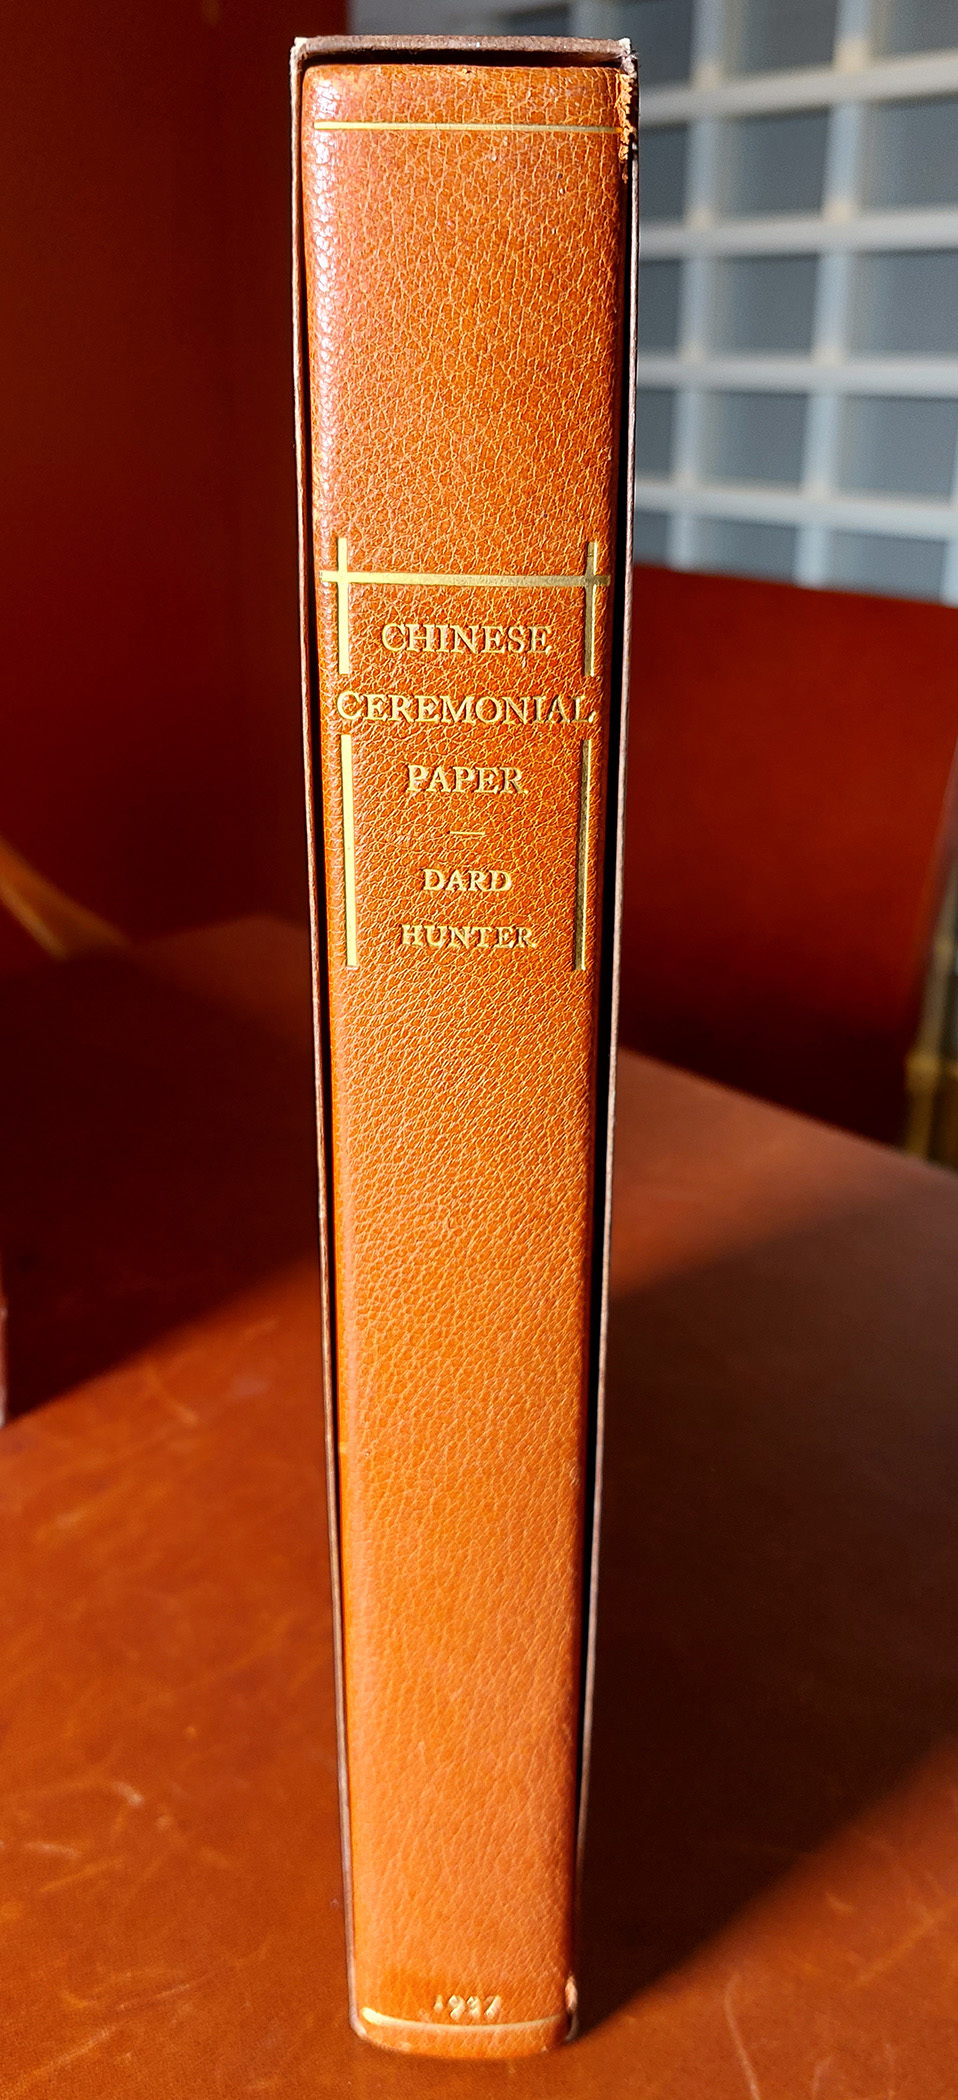 CHINESE
CEREMONIAL
PAPER
—
DARD
HUNTER
1937